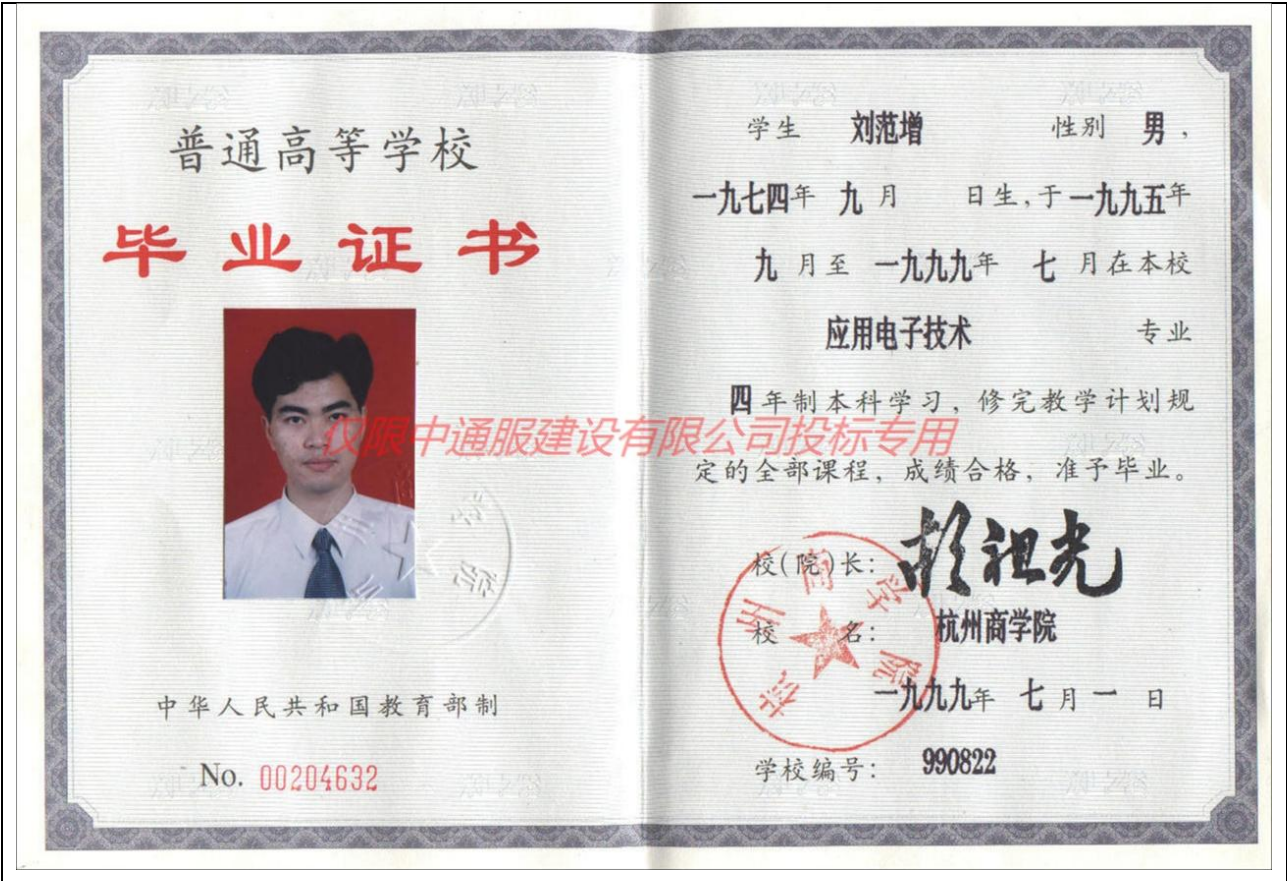 普通高等学校
毕业证书
中华人民共和国教育部制
No. 00204632
学生 刘范增 性别 男,
一九七四年 九 月 日生,于一九九五年
九 月至 一九九九年 七 月在本校
应用电子技术 专业
四年制本科学习, 修完教学计划规
定的全部课程, 成绩合格, 准予毕业。
校(院)长:
校 名: 杭州商学院
一九九九年 七 月 一 日
学校编号: 990822
杭州商学院
仅限中通服建设有限公司投标专用